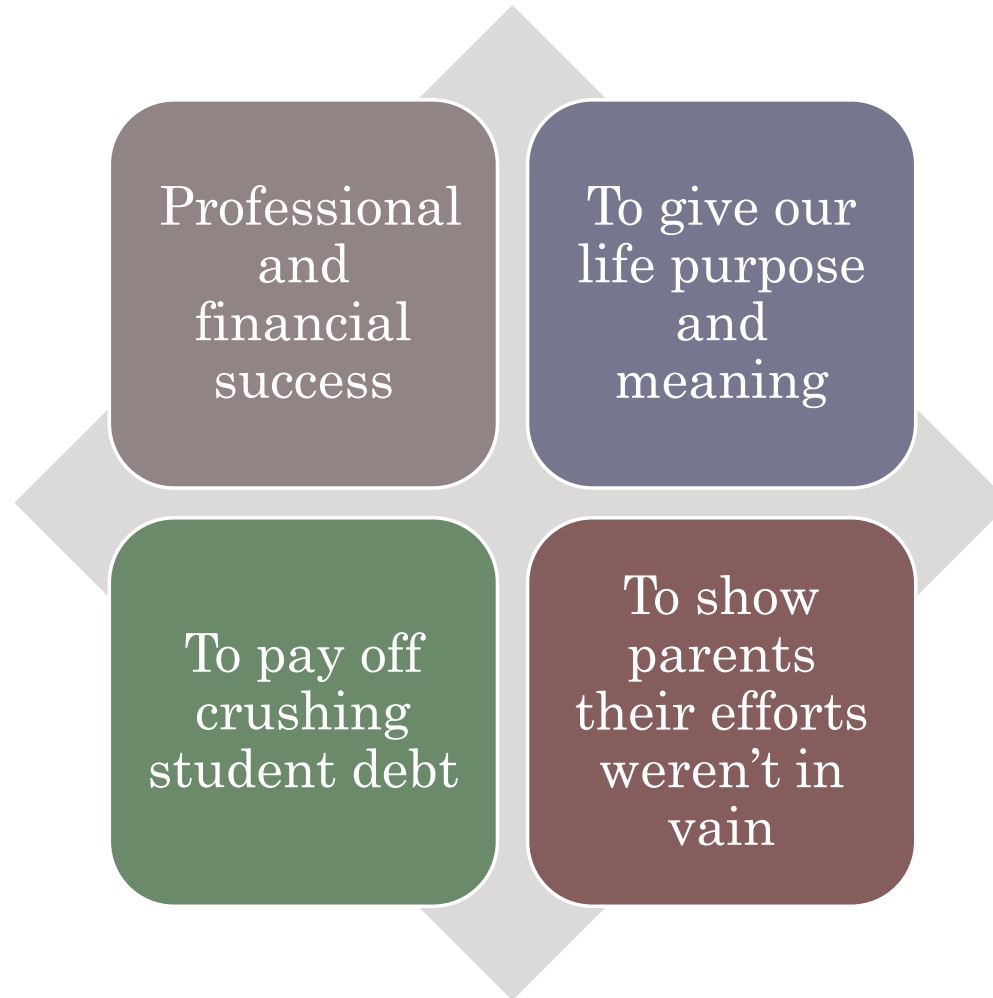 Professional
and
financial
success
To give our
life purpose
and
meaning
To pay off
crushing
student debt
To show
parents
their efforts
weren’t in
vain